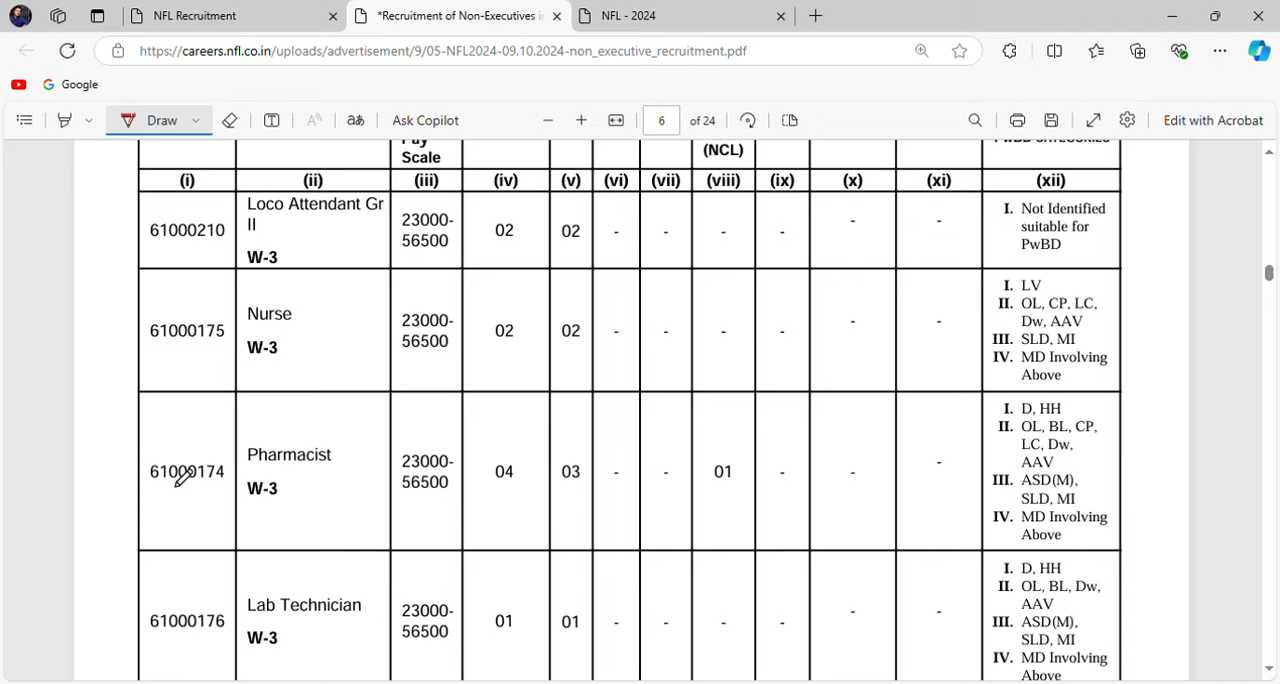 NFL Recruitment
*Recruitment of Non-Executives in
NFL - 2024
https://careers.nfl.co.in/uploads/advertisement/9/05-NFL2024-09.10.2024-non_executive_recruitment.pdf
Google
Draw
aあ
Ask Copilot
6 of 24
Edit with Acrobat
Pay
Scale
(NCL)
PwBD CATEGORIES
(i) (ii) (iii) (iv) (v) (vi) (vii) (viii) (ix) (x) (xi) (xii)
61000210
Loco Attendant Gr
II
W-3
23000-
56500
02 02 - - - - - -
I. Not Identified
suitable for
PwBD
61000175
Nurse
W-3
23000-
56500
02 02 - - - - - -
I. LV
II. OL, CP, LC,
Dw, AAV
III. SLD, MI
IV. MD Involving
Above
61000174
Pharmacist
W-3
23000-
56500
04 03 - - 01 - - -
I. D, HH
II. OL, BL, CP,
LC, Dw,
AAV
III. ASD(M),
SLD, MI
IV. MD Involving
Above
61000176
Lab Technician
W-3
23000-
56500
01 01 - - - - - -
I. D, HH
II. OL, BL, Dw,
AAV
III. ASD(M),
SLD, MI
IV. MD Involving
Above